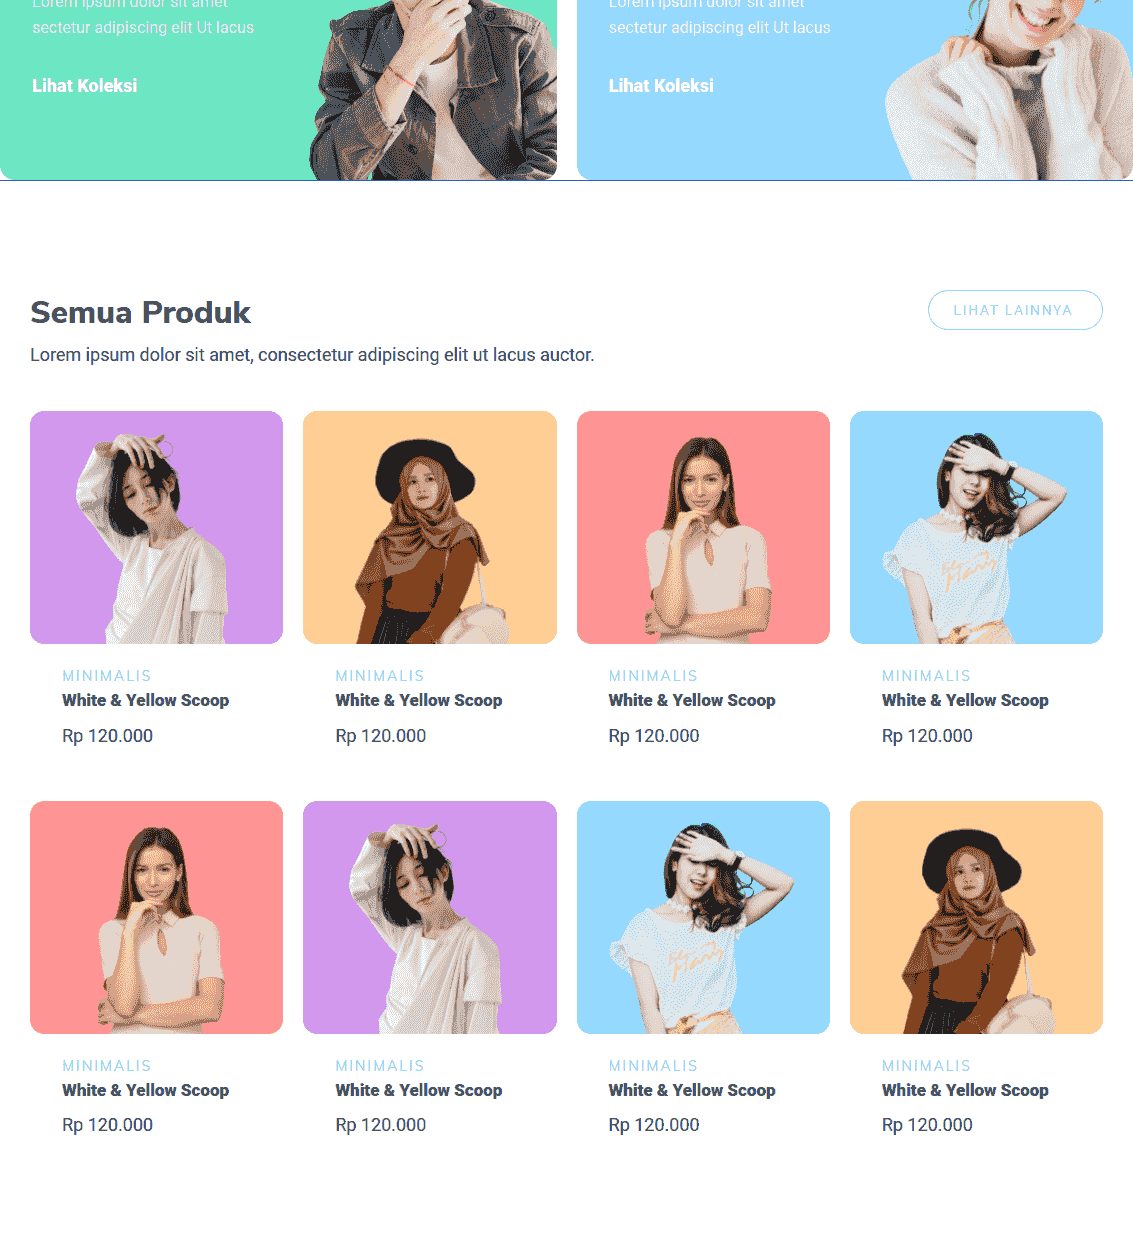 Lorem ipsum dolor sit amet
sectetur adipiscing elit Ut lacus
Lihat Koleksi
Lorem ipsum dolor sit amet
sectetur adipiscing elit Ut lacus
Lihat Koleksi
Semua Produk
LIHAT LAINNYA
Lorem ipsum dolor sit amet, consectetur adipiscing elit ut lacus auctor.
MINIMALIS
White & Yellow Scoop
Rp 120.000
MINIMALIS
White & Yellow Scoop
Rp 120.000
MINIMALIS
White & Yellow Scoop
Rp 120.000
MINIMALIS
White & Yellow Scoop
Rp 120.000
MINIMALIS
White & Yellow Scoop
Rp 120.000
MINIMALIS
White & Yellow Scoop
Rp 120.000
MINIMALIS
White & Yellow Scoop
Rp 120.000
MINIMALIS
White & Yellow Scoop
Rp 120.000